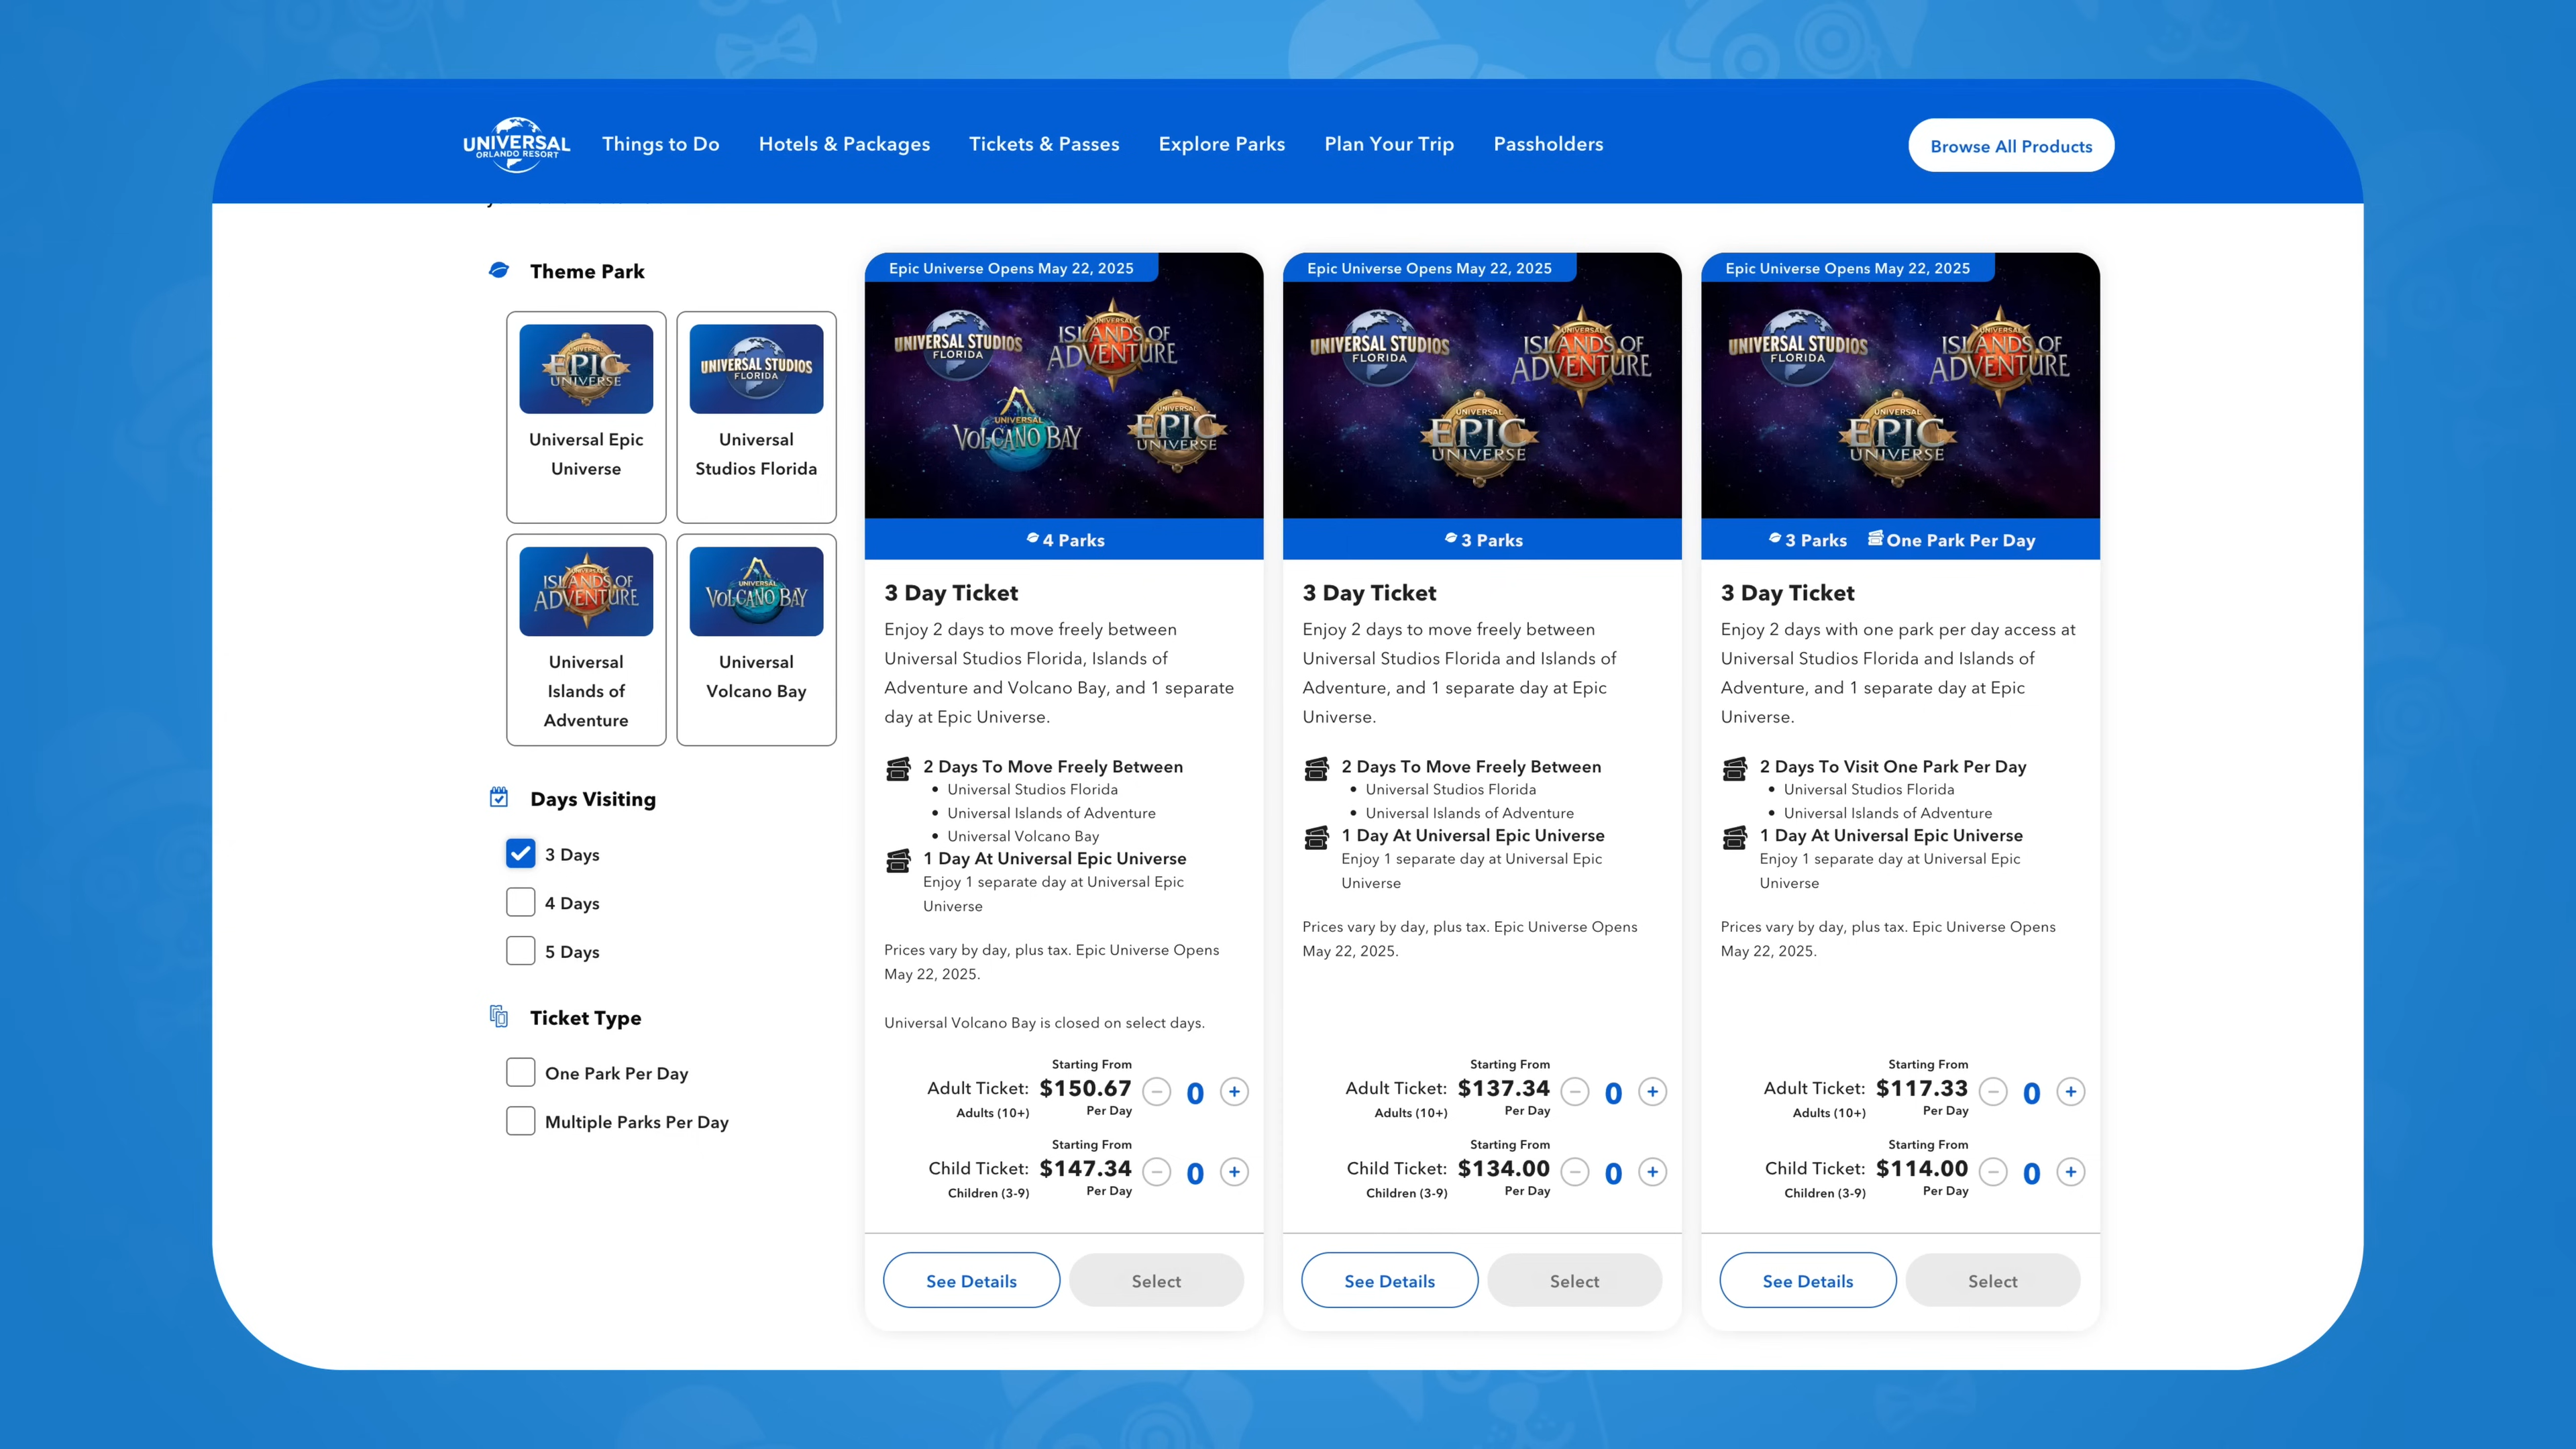 UNIVERSAL
ORLANDO RESORT
Things to Do
Hotels & Packages
Tickets & Passes
Explore Parks
Plan Your Trip
Passholders
Browse All Products
Theme Park
EPIC
UNIVERSE
Universal Epic
Universe
UNIVERSAL STUDIOS
FLORIDA
Universal
Studios Florida
ISLANDS OF
ADVENTURE
Universal
Islands of
Adventure
UNIVERSAL
VOLCANO BAY
Universal
Volcano Bay
Days Visiting
3 Days
4 Days
5 Days
Ticket Type
One Park Per Day
Multiple Parks Per Day
Epic Universe Opens May 22, 2025
UNIVERSAL STUDIOS
FLORIDA
UNIVERSAL
ISLANDS OF
ADVENTURE
UNIVERSAL
VOLCANO BAY
UNIVERSAL
EPIC
UNIVERSE
4 Parks
3 Day Ticket
Enjoy 2 days to move freely between
Universal Studios Florida, Islands of
Adventure and Volcano Bay, and 1 separate
day at Epic Universe.
2 Days To Move Freely Between
• Universal Studios Florida
• Universal Islands of Adventure
• Universal Volcano Bay
1 Day At Universal Epic Universe
Enjoy 1 separate day at Universal Epic
Universe
Prices vary by day, plus tax. Epic Universe Opens
May 22, 2025.
Universal Volcano Bay is closed on select days.
Starting From
Adult Ticket: $150.67 − 0 +
Adults (10+) Per Day
Starting From
Child Ticket: $147.34 − 0 +
Children (3-9) Per Day
See Details
Select
Epic Universe Opens May 22, 2025
UNIVERSAL STUDIOS
FLORIDA
UNIVERSAL
ISLANDS OF
ADVENTURE
UNIVERSAL
EPIC
UNIVERSE
3 Parks
3 Day Ticket
Enjoy 2 days to move freely between
Universal Studios Florida and Islands of
Adventure, and 1 separate day at Epic
Universe.
2 Days To Move Freely Between
• Universal Studios Florida
• Universal Islands of Adventure
1 Day At Universal Epic Universe
Enjoy 1 separate day at Universal Epic
Universe
Prices vary by day, plus tax. Epic Universe Opens
May 22, 2025.
Starting From
Adult Ticket: $137.34 − 0 +
Adults (10+) Per Day
Starting From
Child Ticket: $134.00 − 0 +
Children (3-9) Per Day
See Details
Select
Epic Universe Opens May 22, 2025
UNIVERSAL STUDIOS
FLORIDA
UNIVERSAL
ISLANDS OF
ADVENTURE
UNIVERSAL
EPIC
UNIVERSE
3 Parks One Park Per Day
3 Day Ticket
Enjoy 2 days with one park per day access at
Universal Studios Florida and Islands of
Adventure, and 1 separate day at Epic
Universe.
2 Days To Visit One Park Per Day
• Universal Studios Florida
• Universal Islands of Adventure
1 Day At Universal Epic Universe
Enjoy 1 separate day at Universal Epic
Universe
Prices vary by day, plus tax. Epic Universe Opens
May 22, 2025.
Starting From
Adult Ticket: $117.33 − 0 +
Adults (10+) Per Day
Starting From
Child Ticket: $114.00 − 0 +
Children (3-9) Per Day
See Details
Select